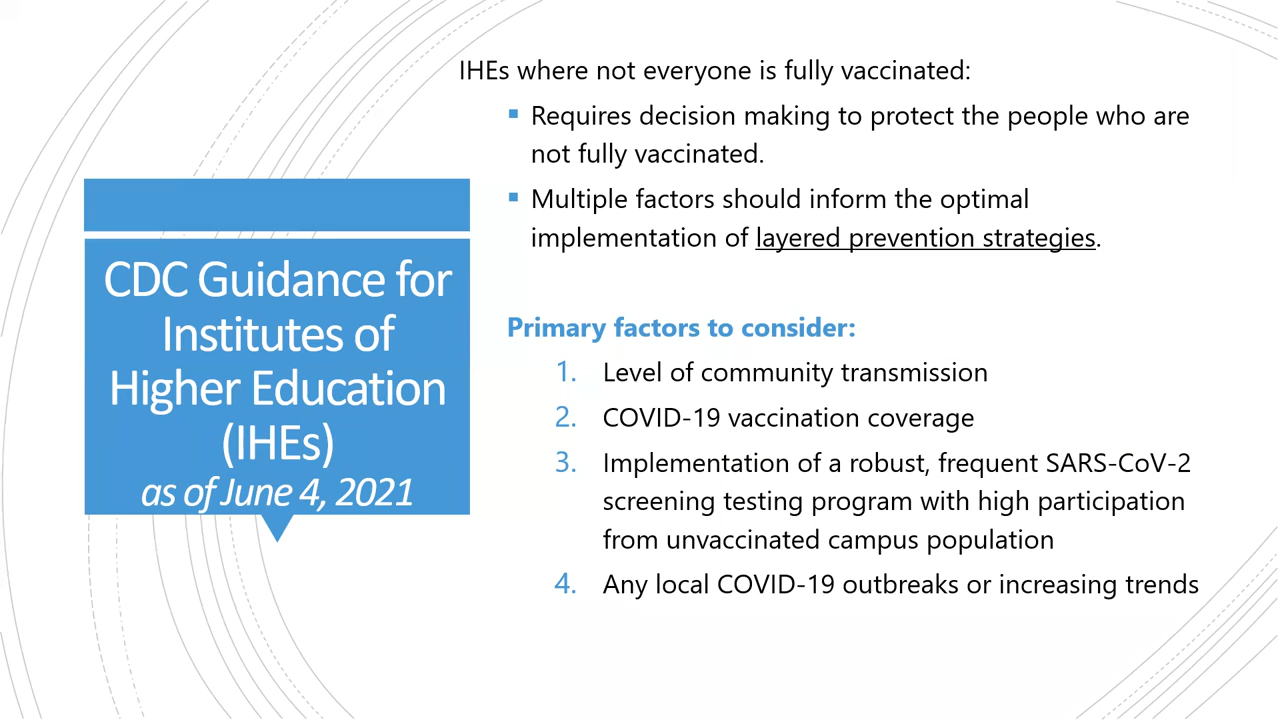 CDC Guidance for
Institutes of
Higher Education
(IHEs)
as of June 4, 2021
IHEs where not everyone is fully vaccinated:
▪ Requires decision making to protect the people who are
not fully vaccinated.
▪ Multiple factors should inform the optimal
implementation of layered prevention strategies.
Primary factors to consider:
1. Level of community transmission
2. COVID-19 vaccination coverage
3. Implementation of a robust, frequent SARS-CoV-2
screening testing program with high participation
from unvaccinated campus population
4. Any local COVID-19 outbreaks or increasing trends